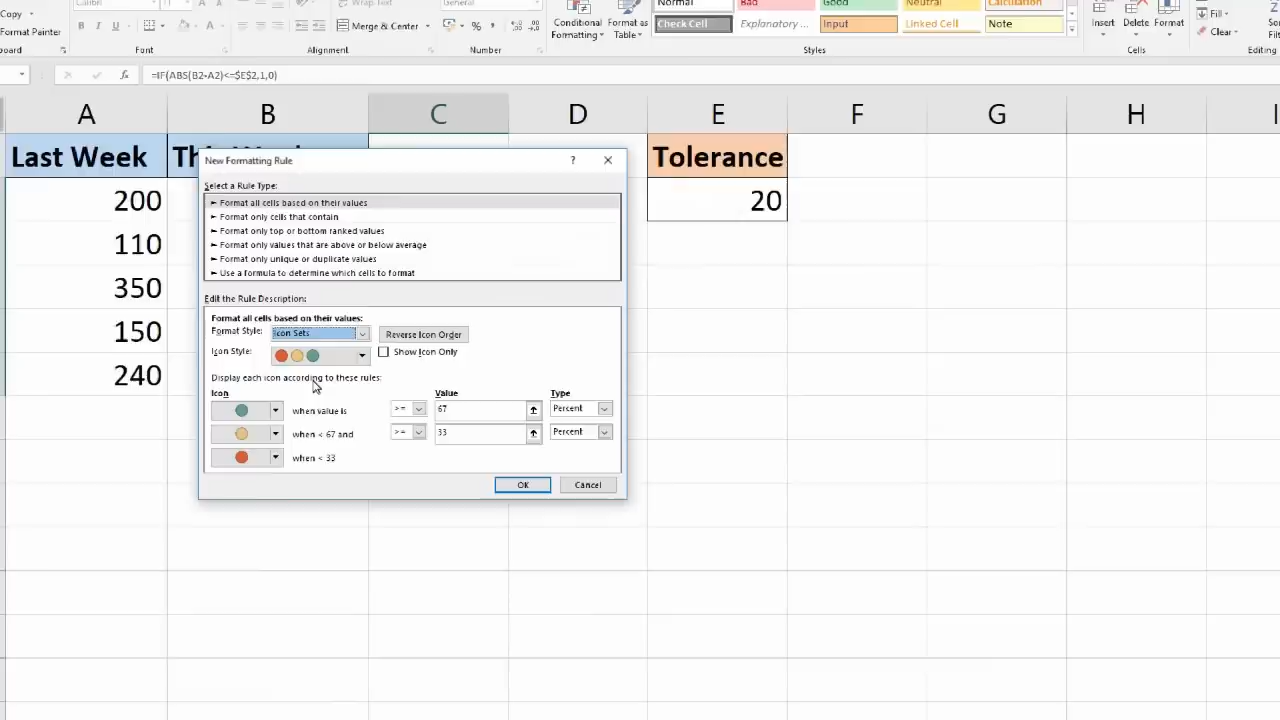 Copy
Format Painter
board
Calibri
11
A A
Wrap Text
General
B I U
Merge & Center
%
Font
Alignment
Number
Conditional Formatting
Format as Table
Normal
Bad
Good
Neutral
Calculation
Check Cell
Explanatory ...
Input
Linked Cell
Note
Styles
Insert
Delete
Format
Cells
Fill
Clear
Editing
fx
=IF(ABS(B2-A2)<=$E$2,1,0)
A B C D E F G H I
Last Week
Tolerance
200
20
110
350
150
240
New Formatting Rule
?
Select a Rule Type:
► Format all cells based on their values
► Format only cells that contain
► Format only top or bottom ranked values
► Format only values that are above or below average
► Format only unique or duplicate values
► Use a formula to determine which cells to format
Edit the Rule Description:
Format all cells based on their values:
Format Style: Icon Sets
Reverse Icon Order
Icon Style:
Show Icon Only
Display each icon according to these rules:
Icon Value Type
when value is >= 67 Percent
when < 67 and >= 33 Percent
when < 33
OK Cancel